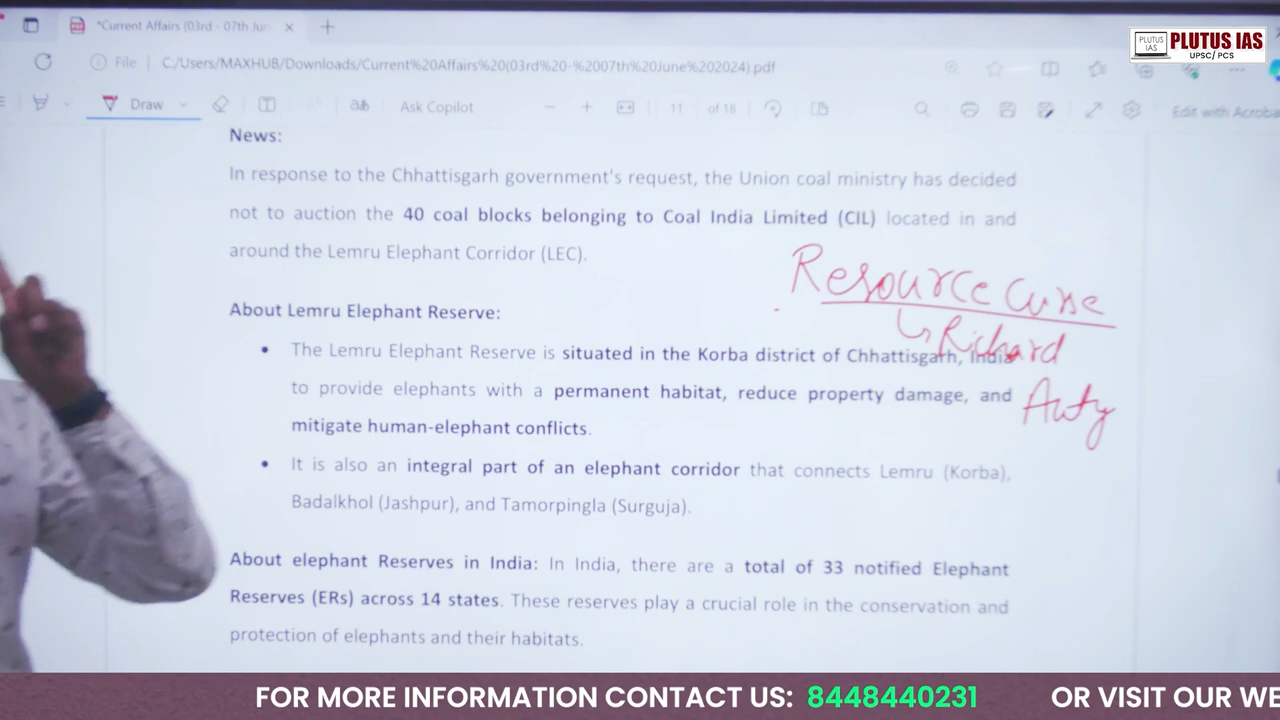 *Current Affairs (03rd - 07th Jun
PLUTUS IAS
PLUTUS IAS
UPSC/ PCS
File | C:/Users/MAXHUB/Downloads/Current% %20-%2007th%20June%202024).pdf
Draw
Ask Copilot
11 of 18
Edit with Acroba
News:
In response to the Chhattisgarh government's request, the Union coal ministry has decided
not to auction the 40 coal blocks belonging to Coal India Limited (CIL) located in and
around the Lemru Elephant Corridor (LEC).
Resource Curse
Richard
Auty
About Lemru Elephant Reserve:
• The Lemru Elephant Reserve is situated in the Korba district of Chhattisgarh, India
to provide elephants with a permanent habitat, reduce property damage, and
mitigate human-elephant conflicts.
• It is also an integral part of an elephant corridor that connects Lemru (Korba),
Badalkhol (Jashpur), and Tamorpingla (Surguja).
About elephant Reserves in India: In India, there are a total of 33 notified Elephant
Reserves (ERs) across 14 states. These reserves play a crucial role in the conservation and
protection of elephants and their habitats.
FOR MORE INFORMATION CONTACT US: 8448440231 OR VISIT OUR WE